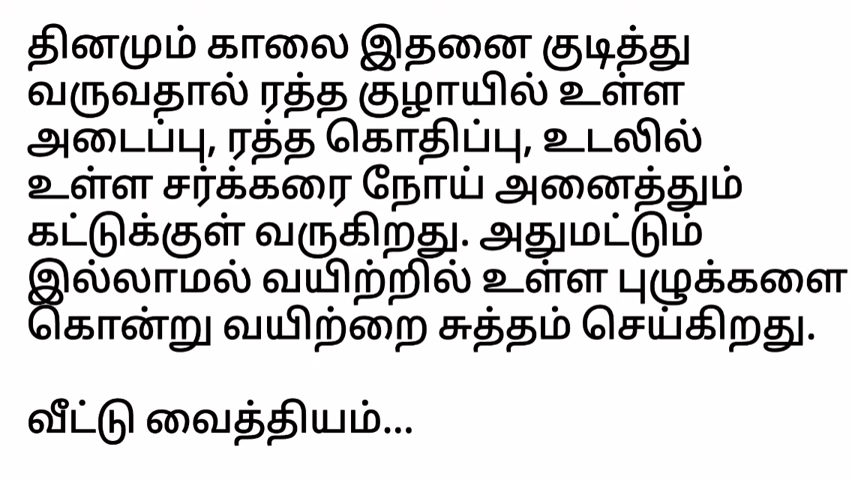 தினமும் காலை இதனை குடித்து
வருவதால் ரத்த குழாயில் உள்ள
அடைப்பு, ரத்த கொதிப்பு, உடலில்
உள்ள சர்க்கரை நோய் அனைத்தும்
கட்டுக்குள் வருகிறது. அதுமட்டும்
இல்லாமல் வயிற்றில் உள்ள புழுக்களை
கொன்று வயிற்றை சுத்தம் செய்கிறது.
வீட்டு வைத்தியம்...